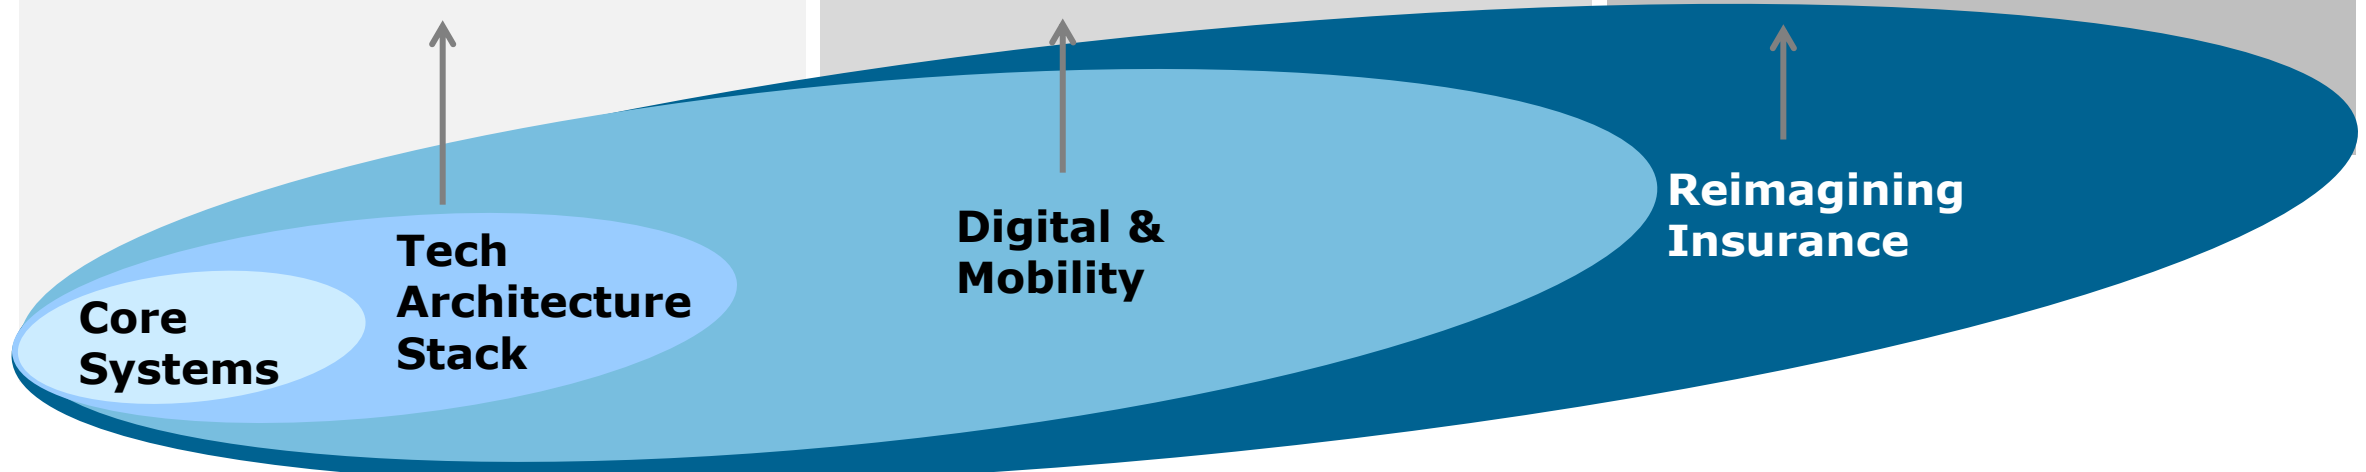 Core
Systems
Tech
Architecture
Stack
Digital &
Mobility
Reimagining
Insurance